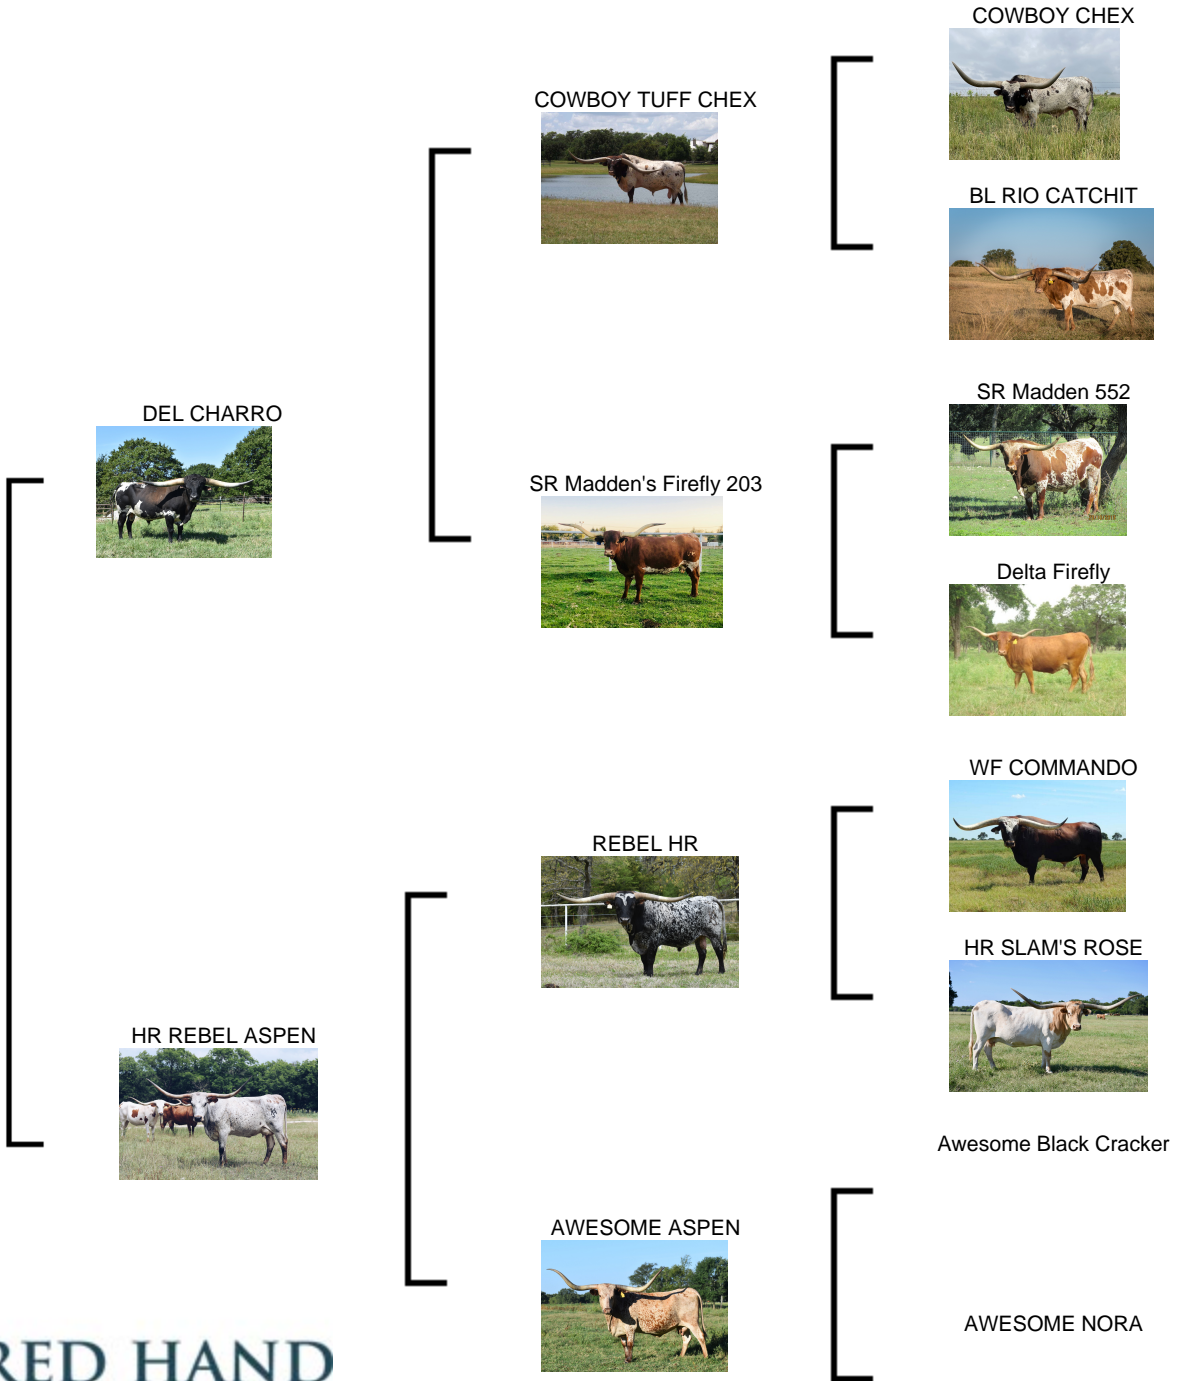 COWBOY CHEX
COWBOY TUFF CHEX
BL RIO CATCHIT
DEL CHARRO
SR Madden 552
SR Madden's Firefly 203
Delta Firefly
WF COMMANDO
REBEL HR
HR SLAM'S ROSE
HR REBEL ASPEN
Awesome Black Cracker
AWESOME ASPEN
AWESOME NORA
RED HAND